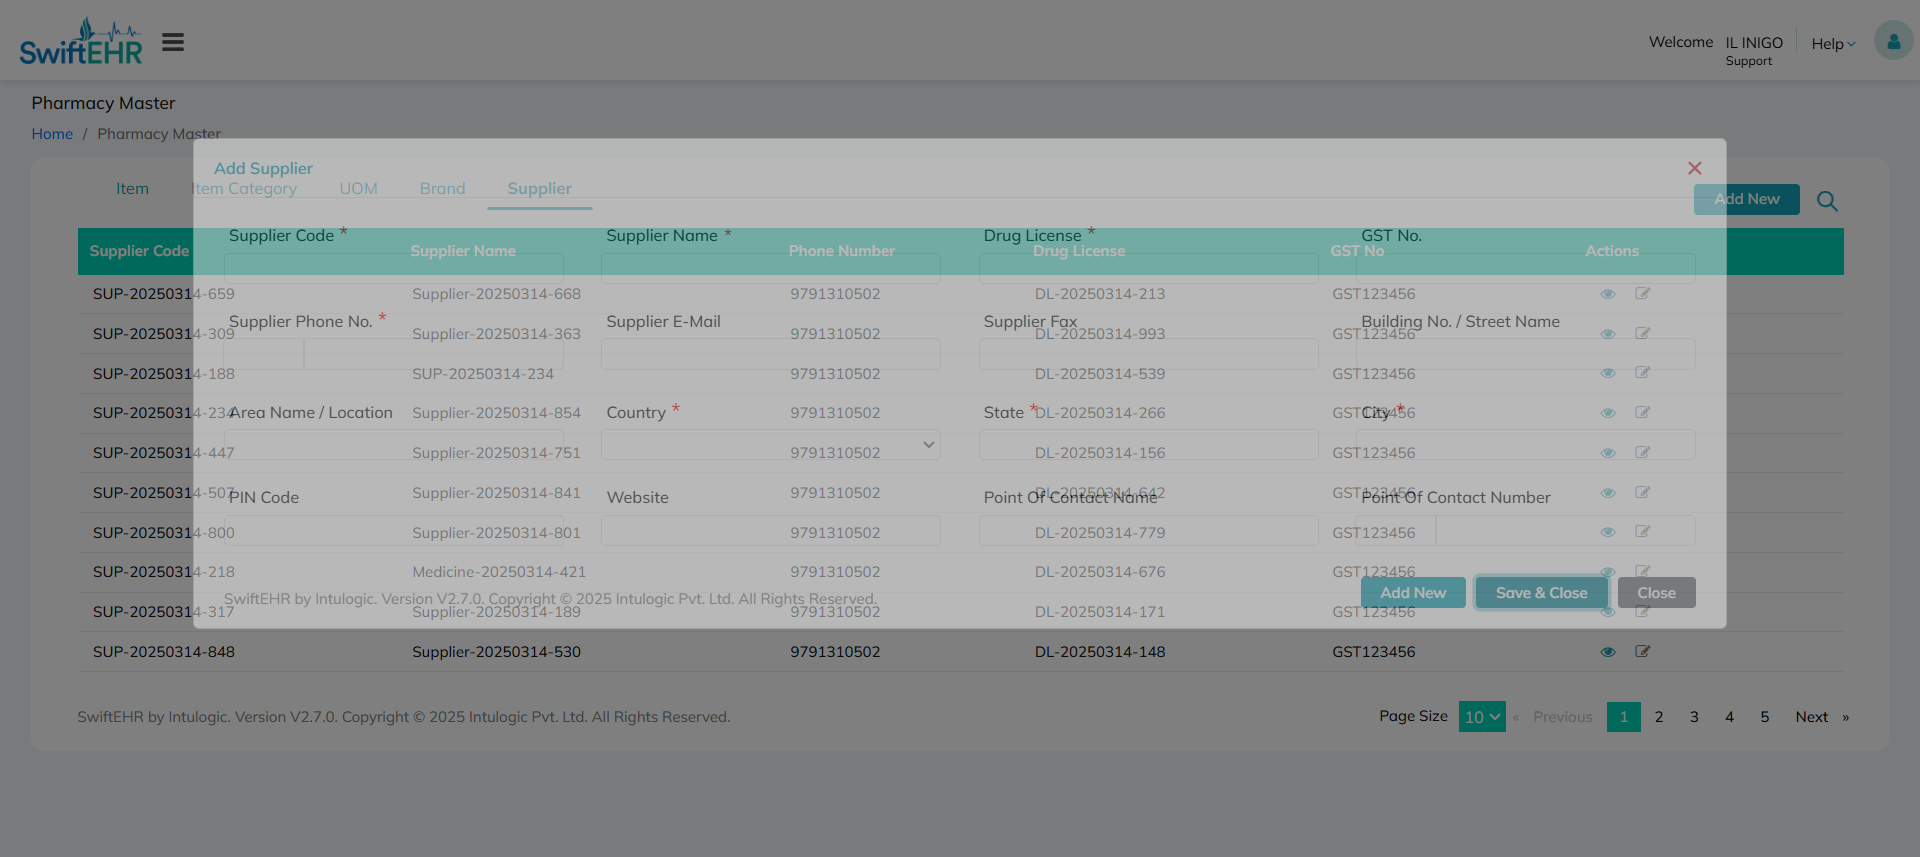 SwiftEHR
Welcome IL INIGO Help
Support
Pharmacy Master
Home / Pharmacy Master
Add Supplier
Item Item Category UOM Brand Supplier Add New
Supplier Code * Supplier Name * Drug License * GST No.
Supplier Code Supplier Name Phone Number Drug License GST No Actions
SUP-20250314-659 Supplier-20250314-668 9791310502 DL-20250314-213 GST123456
Supplier Phone No. * Supplier E-Mail Supplier Fax Building No. / Street Name
SUP-20250314-309 Supplier-20250314-363 9791310502 DL-20250314-993 GST123456
SUP-20250314-188 SUP-20250314-234 9791310502 DL-20250314-539 GST123456
Area Name / Location Country * State * City *
SUP-20250314-234 Supplier-20250314-854 9791310502 DL-20250314-266 GST123456
SUP-20250314-447 Supplier-20250314-751 9791310502 DL-20250314-156 GST123456
SUP-20250314-507 Supplier-20250314-841 9791310502 DL-20250314-642 GST123456
PIN Code Website Point Of Contact Name Point Of Contact Number
SUP-20250314-800 Supplier-20250314-801 9791310502 DL-20250314-779 GST123456
SUP-20250314-218 Medicine-20250314-421 9791310502 DL-20250314-676 GST123456
Add New Save & Close Close
SwiftEHR by Intulogic. Version V2.7.0. Copyright © 2025 Intulogic Pvt. Ltd. All Rights Reserved.
SUP-20250314-317 Supplier-20250314-189 9791310502 DL-20250314-171 GST123456
SUP-20250314-848 Supplier-20250314-530 9791310502 DL-20250314-148 GST123456
SwiftEHR by Intulogic. Version V2.7.0. Copyright © 2025 Intulogic Pvt. Ltd. All Rights Reserved.
Page Size 10 « Previous 1 2 3 4 5 Next »